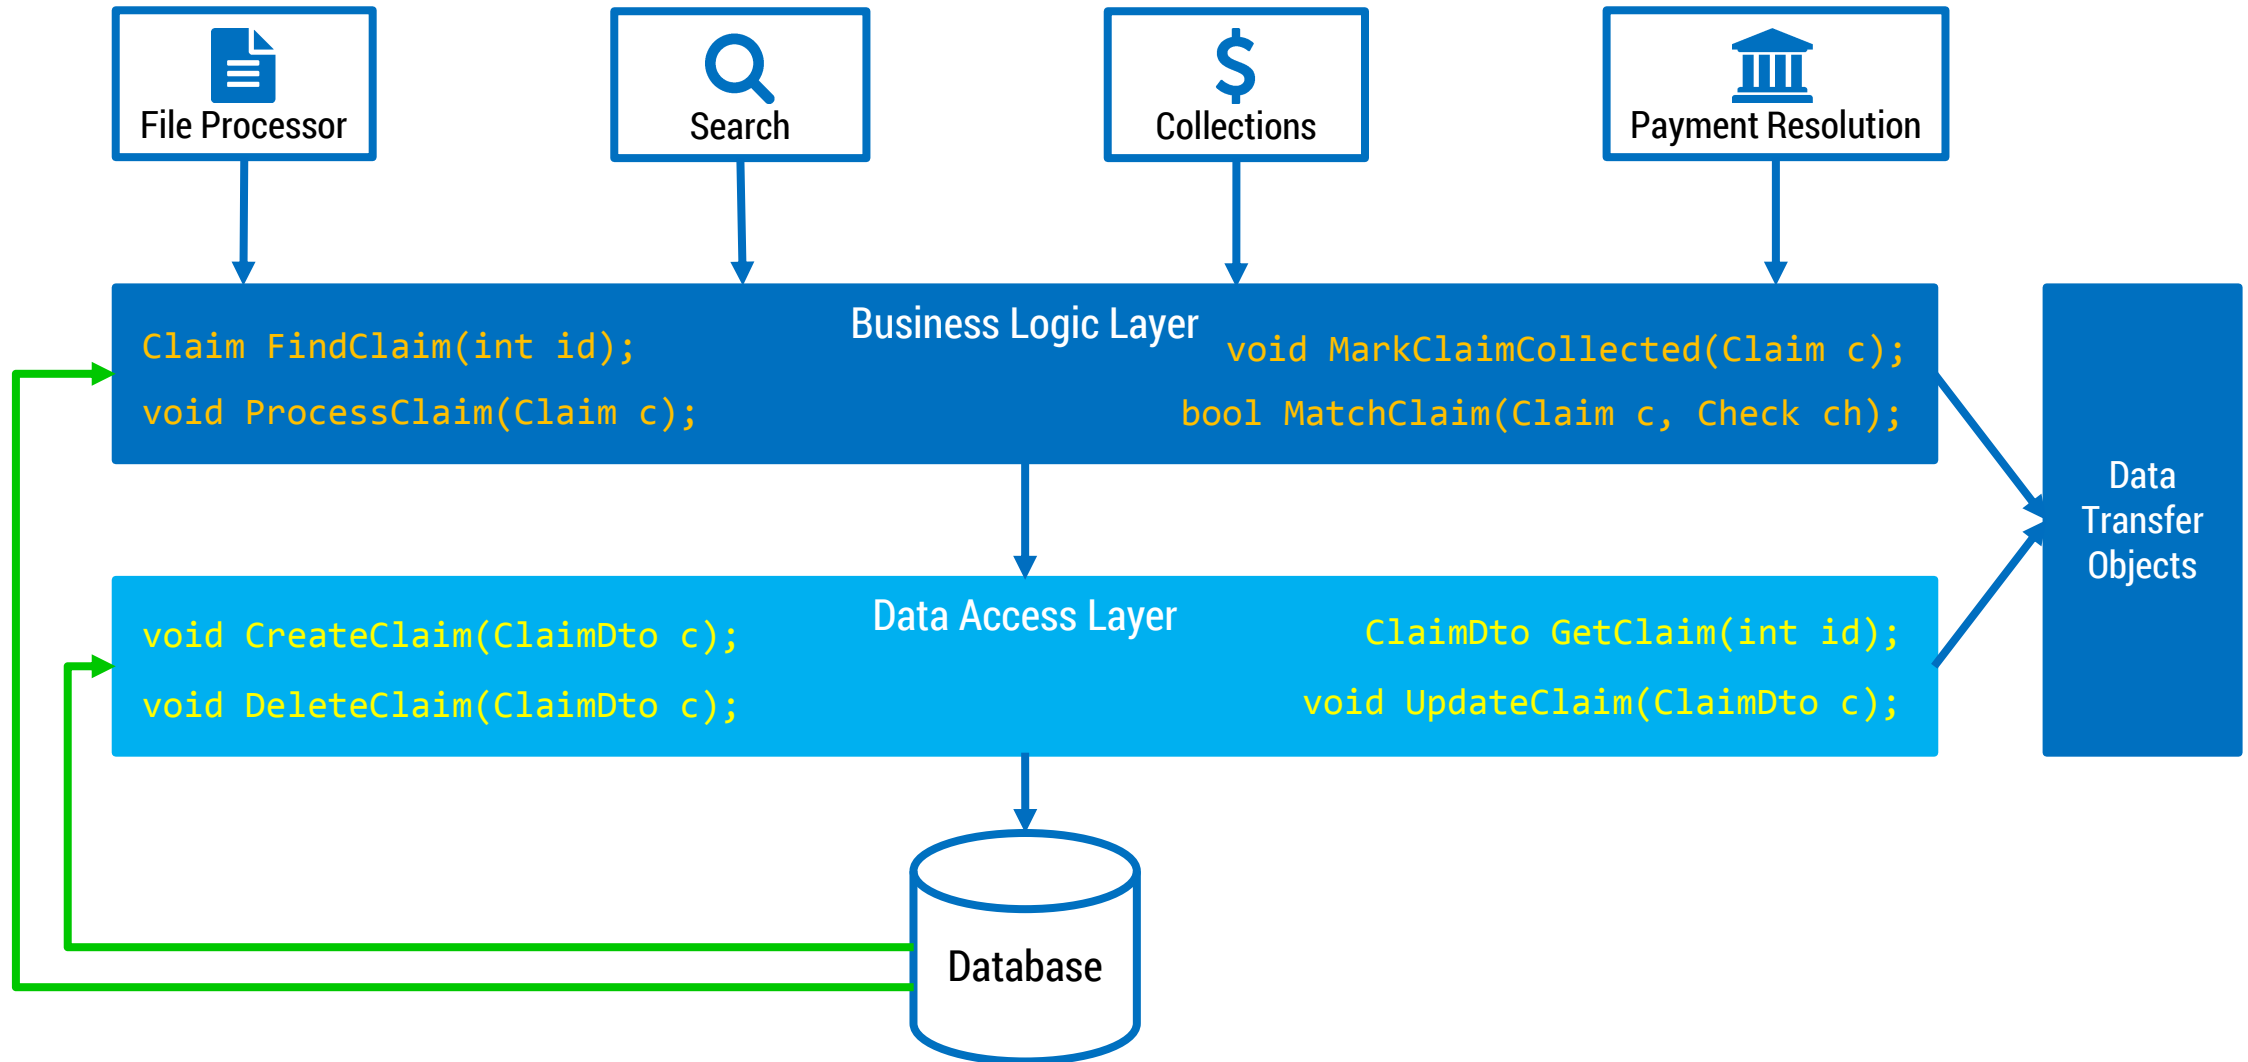 File Processor
Search
Collections
Payment Resolution
Business Logic Layer
Claim FindClaim(int id);
void MarkClaimCollected(Claim c);
void ProcessClaim(Claim c);
bool MatchClaim(Claim c, Check ch);
Data
Transfer
Objects
Data Access Layer
void CreateClaim(ClaimDto c);
ClaimDto GetClaim(int id);
void DeleteClaim(ClaimDto c);
void UpdateClaim(ClaimDto c);
Database